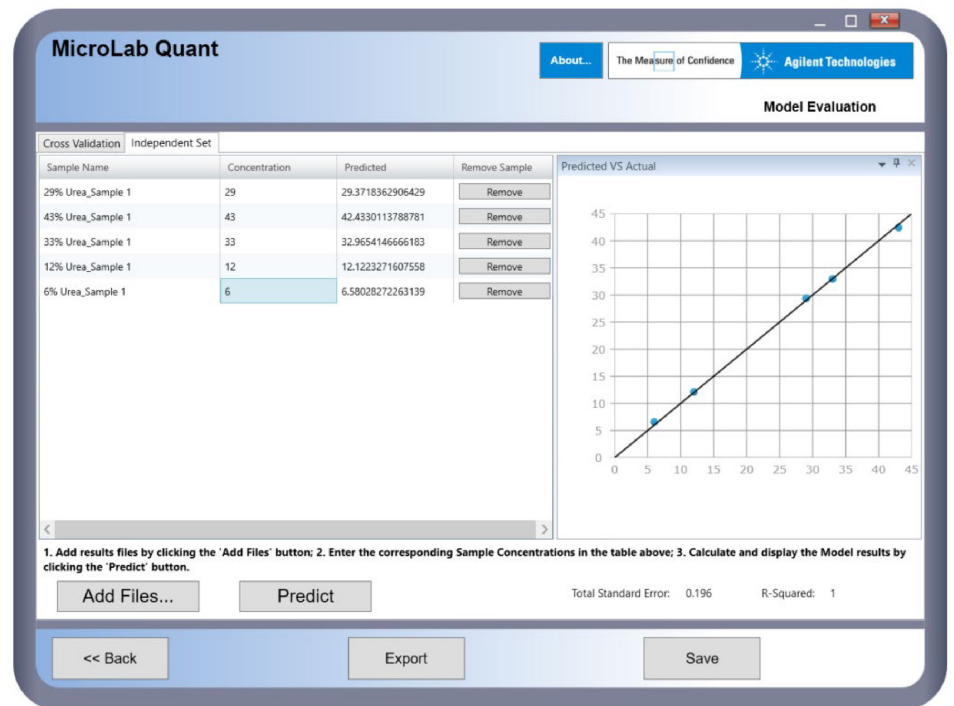 MicroLab Quant
About...
The Measure of Confidence
Agilent Technologies
Model Evaluation
Cross Validation Independent Set
Sample Name Concentration Predicted Remove Sample
29% Urea_Sample 1 29 29.3718362906429 Remove
43% Urea_Sample 1 43 42.4330113788781 Remove
33% Urea_Sample 1 33 32.9654146666183 Remove
12% Urea_Sample 1 12 12.1223271607558 Remove
6% Urea_Sample 1 6 6.58028272263139 Remove
Predicted VS Actual
45
40
35
30
25
20
15
10
5
0
0 5 10 15 20 25 30 35 40 45
1. Add results files by clicking the 'Add Files' button; 2. Enter the corresponding Sample Concentrations in the table above; 3. Calculate and display the Model results by
clicking the 'Predict' button.
Add Files... Predict
Total Standard Error: 0.196 R-Squared: 1
<< Back Export Save